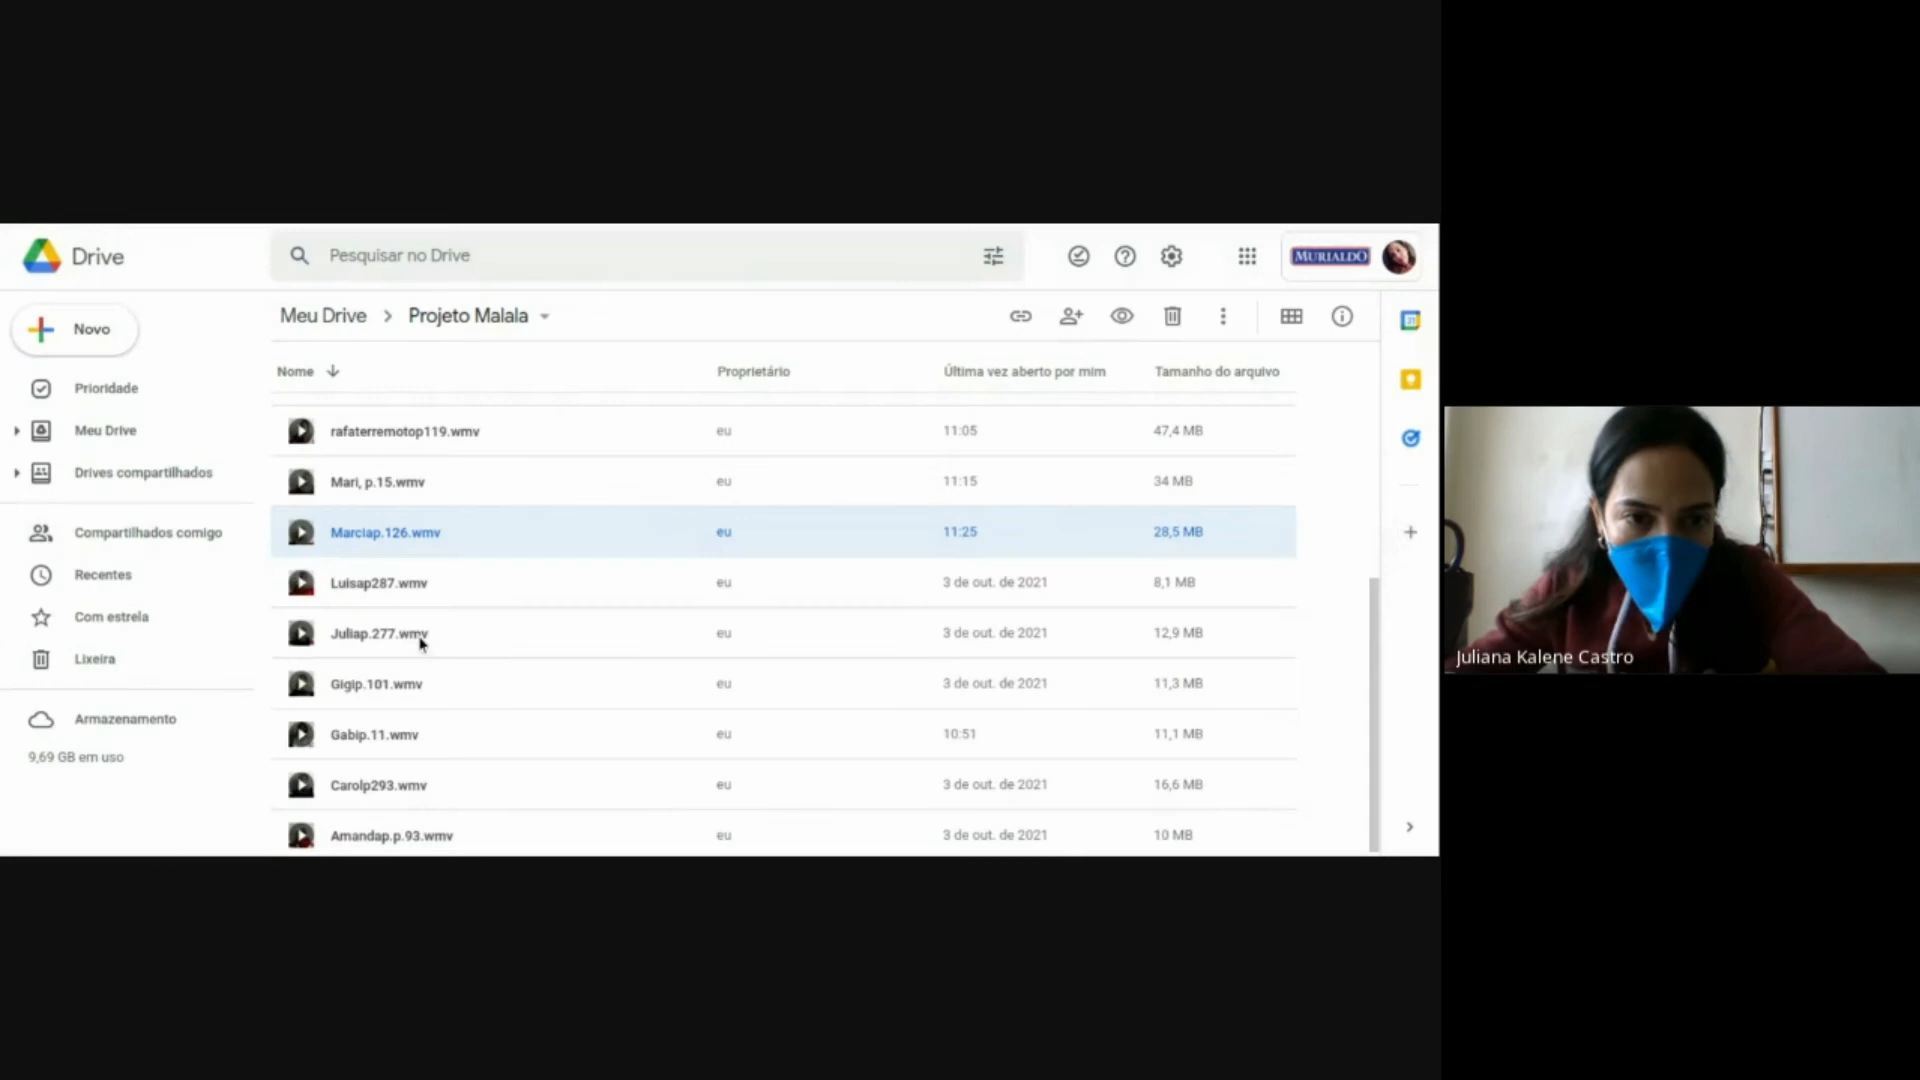 Drive
Pesquisar no Drive
MURIALDO
Novo
Meu Drive > Projeto Malala
Nome Proprietário Última vez aberto por mim Tamanho do arquivo
Prioridade
Meu Drive
Drives compartilhados
Compartilhados comigo
Recentes
Com estrela
Lixeira
Armazenamento
9,69 GB em uso
rafaterremotop119.wmv eu 11:05 47,4 MB
Mari, p.15.wmv eu 11:15 34 MB
Marciap.126.wmv eu 11:25 28,5 MB
Luisap287.wmv eu 3 de out. de 2021 8,1 MB
Juliap.277.wmv eu 3 de out. de 2021 12,9 MB
Gigip.101.wmv eu 3 de out. de 2021 11,3 MB
Gabip.11.wmv eu 10:51 11,1 MB
Carolp293.wmv eu 3 de out. de 2021 16,6 MB
Amandap.p.93.wmv eu 3 de out. de 2021 10 MB
Juliana Kalene Castro